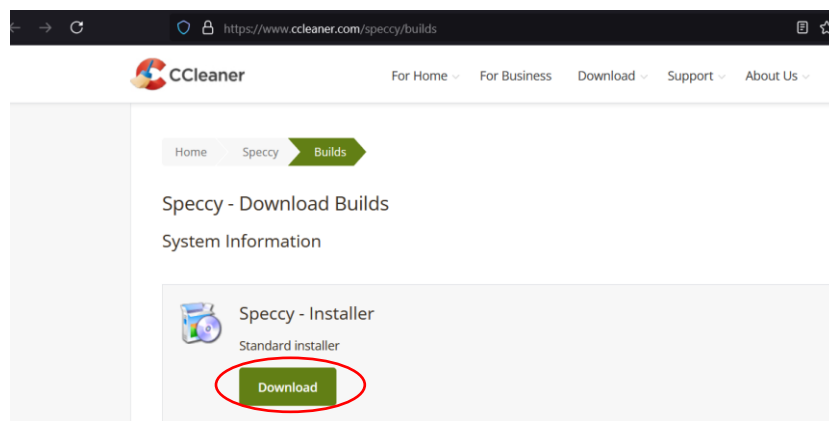 https://www.ccleaner.com/speccy/builds
CCleaner For Home For Business Download Support About Us
Home Speccy Builds
Speccy - Download Builds
System Information
Speccy - Installer
Standard installer
Download